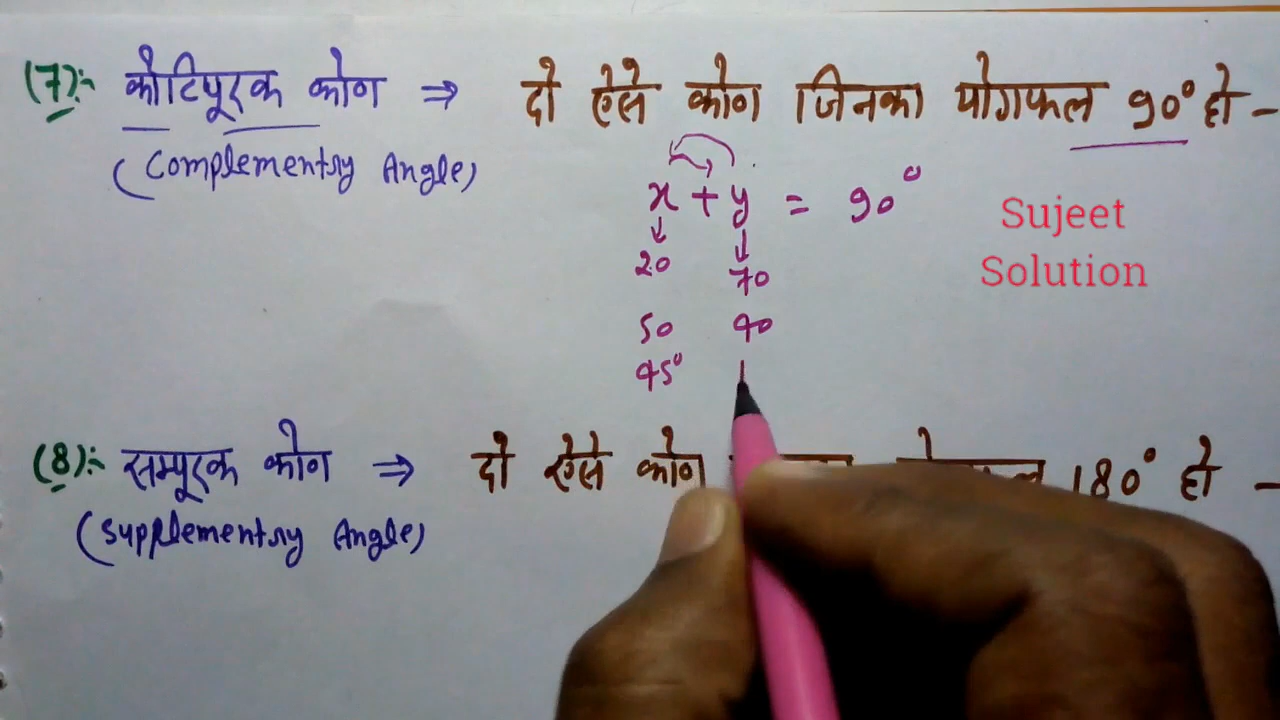 (7):- कोटिपूरक कोण ⇒ दो ऐसे कोण जिनका योगफल 90° हो -
(Complementry Angle)
x + y = 90°
20 70
50 40
45°
Sujeet
Solution
(8):- सम्पूरक कोण ⇒ दो ऐसे कोण 180° हो -
(Supplementry Angle)